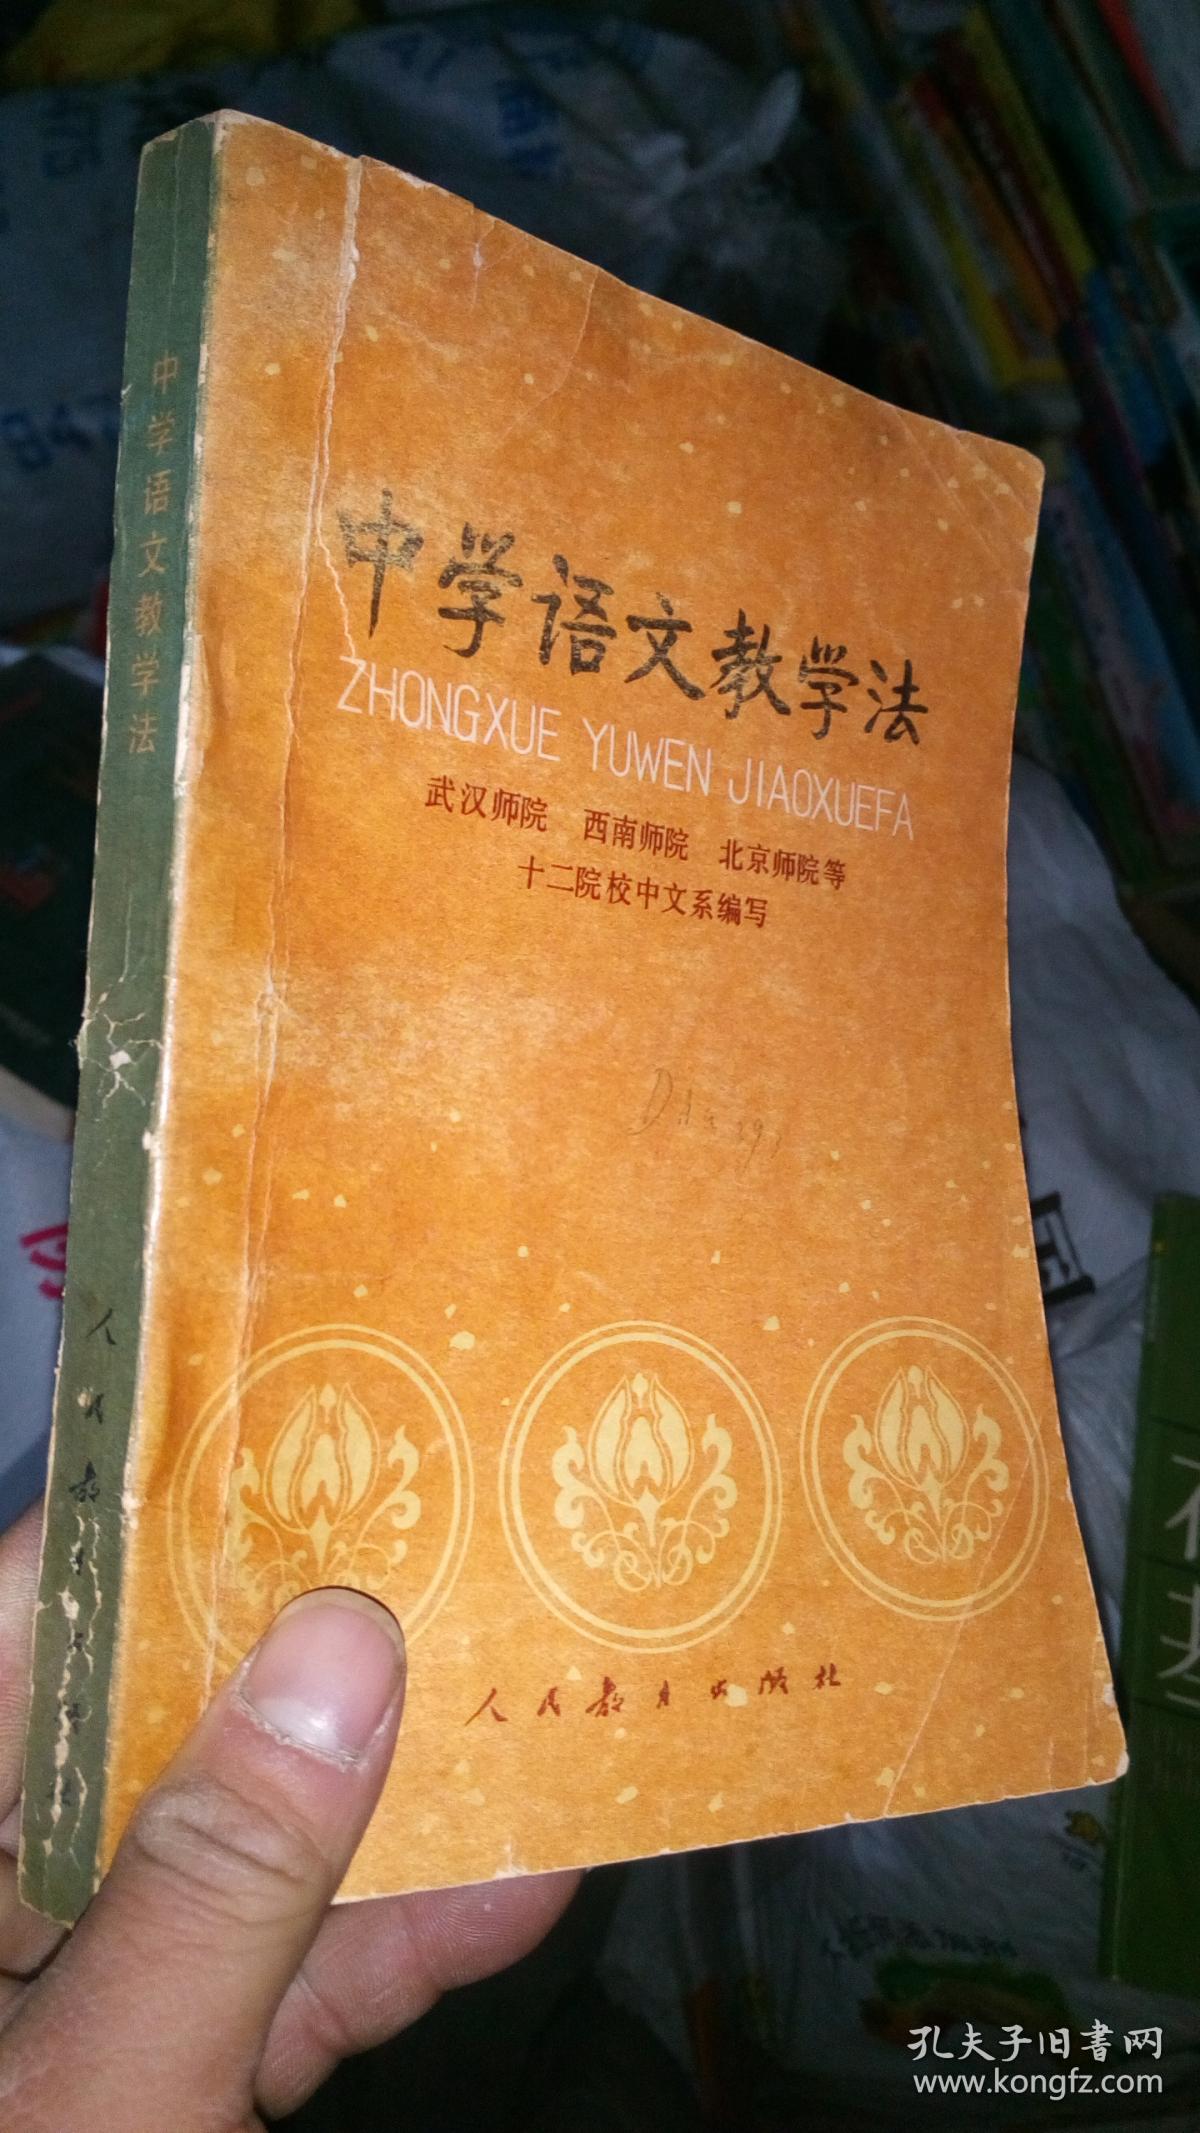 中学语文教学法
中学语文教学法
ZHONGXUE YUWEN JIAOXUEFA
武汉师院 西南师院 北京师院等
十二院校中文系编写
人民教育出版社
孔夫子旧书网
www.kongfz.com